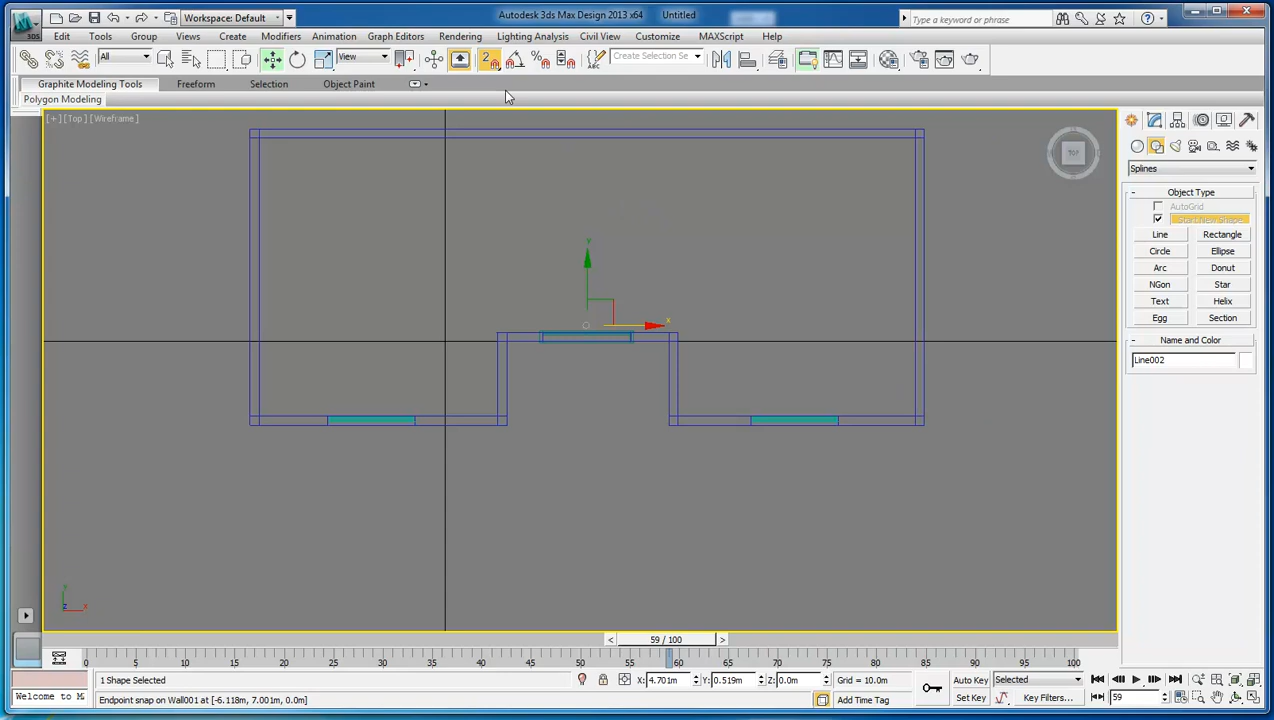 Workspace: Default
Autodesk 3ds Max Design 2013 x64 Untitled
Type a keyword or phrase
3DS
Edit Tools Group Views Create Modifiers Animation Graph Editors Rendering Lighting Analysis Civil View Customize MAXScript Help
All View 2 Create Selection Se
Graphite Modeling Tools Freeform Selection Object Paint
Polygon Modeling
[+] [Top] [Wireframe]
TOP
y
x
Splines
Object Type
AutoGrid
Start New Shape
Line Rectangle
Circle Ellipse
Arc Donut
NGon Star
Text Helix
Egg Section
Name and Color
Line002
y
z x
< 59 / 100 >
0 5 10 15 20 25 30 35 40 45 50 55 60 65 70 75 80 85 90 95 100
1 Shape Selected X: 4.701m Y: 0.519m Z: 0.0m Grid = 10.0m Auto Key Selected
Welcome to M Endpoint snap on Wall001 at [-6.118m, 7.001m, 0.0m] Add Time Tag Set Key Key Filters... 59